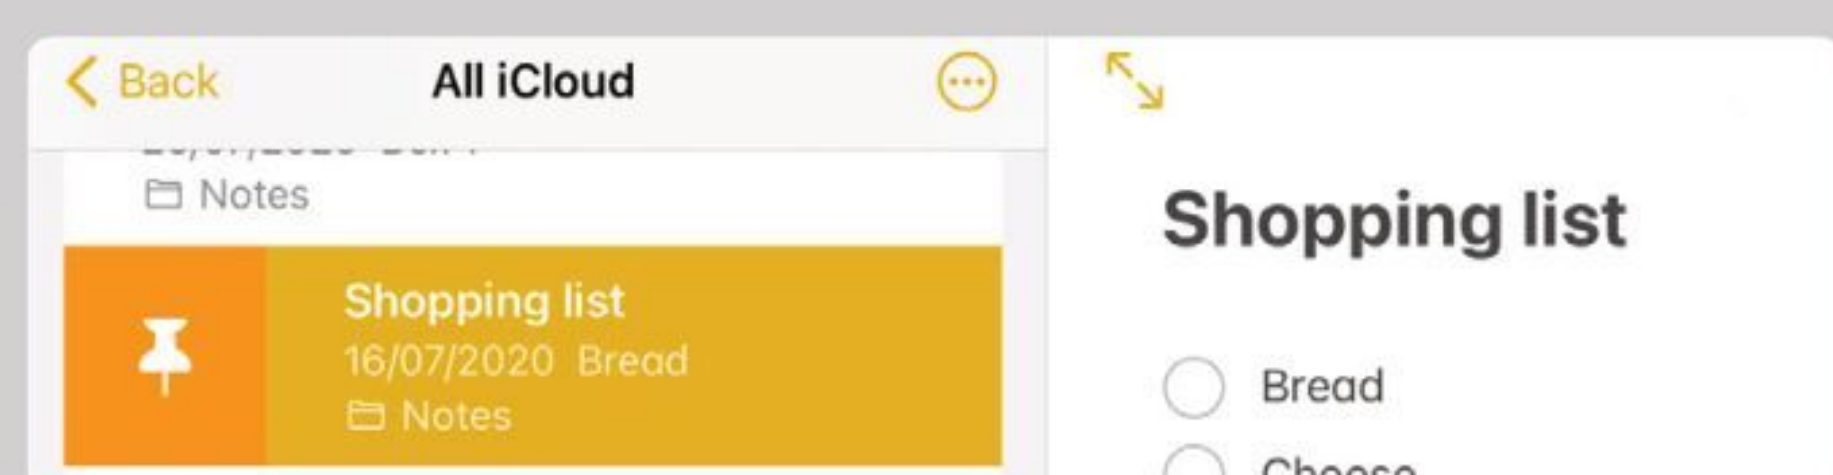 Back
All iCloud
Notes
Shopping list
16/07/2020 Bread
Notes
Shopping list
Bread